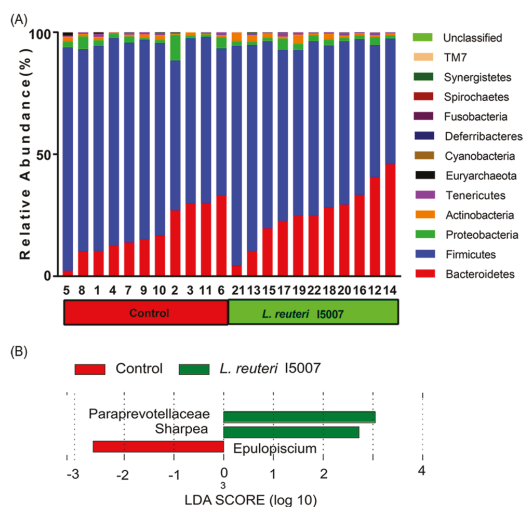 (A)
Relative Abundance(%)
100
50
0
5 8 1 4 7 9 10 2 3 11 6 21 13 15 17 19 22 18 20 16 12 14
Control
L. reuteri I5007
Unclassified
TM7
Synergistetes
Spirochaetes
Fusobacteria
Deferribacteres
Cyanobacteria
Euryarchaeota
Tenericutes
Actinobacteria
Proteobacteria
Firmicutes
Bacteroidetes
(B)
Control
L. reuteri I5007
Paraprevotellaceae
Sharpea
Epulopiscium
-3 -2 -1 0 1 2 3 4
LDA SCORE (log 10)